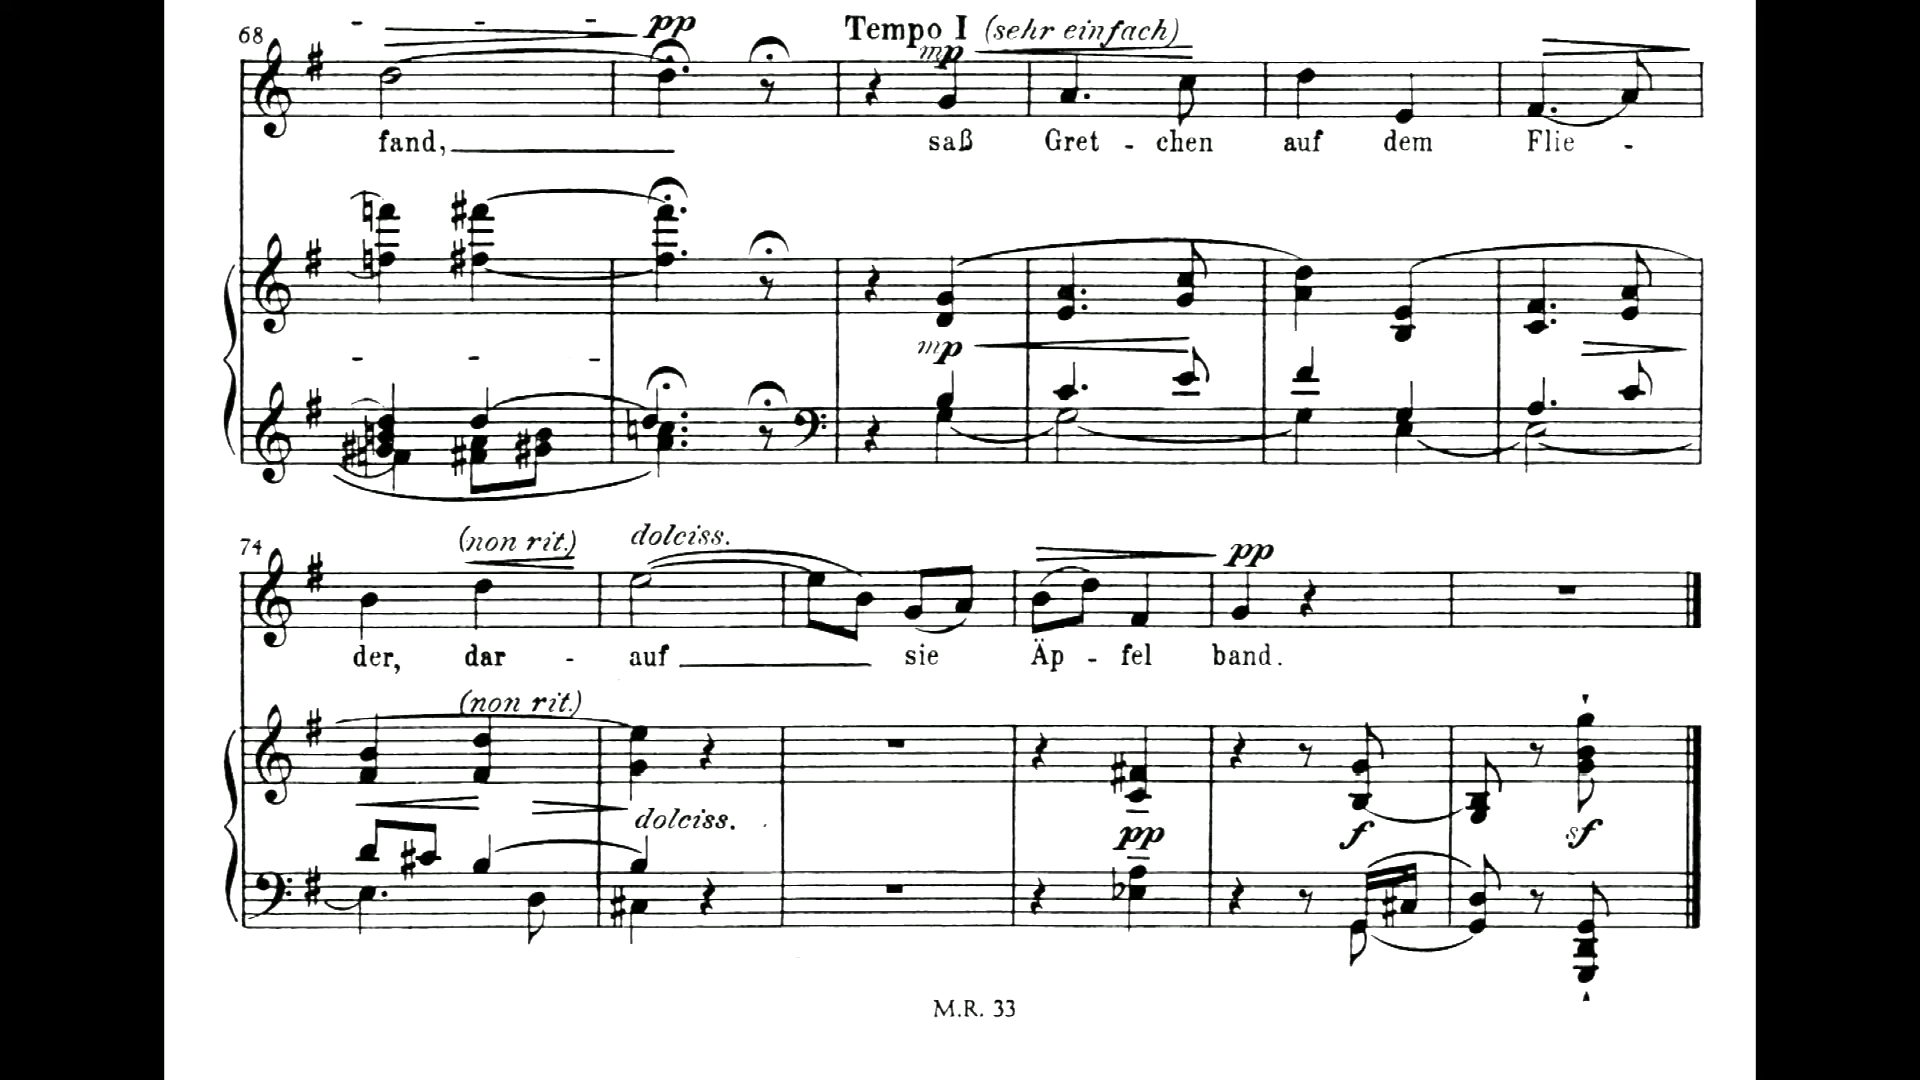 - - - pp Tempo I (sehr einfach)
68 mp
fand, saß Gret - chen auf dem Flie -
mp
- - -
74 (non rit.) dolciss. pp
der, dar - auf sie Äp - fel band.
(non rit.)
dolciss. pp f sf
M.R. 33